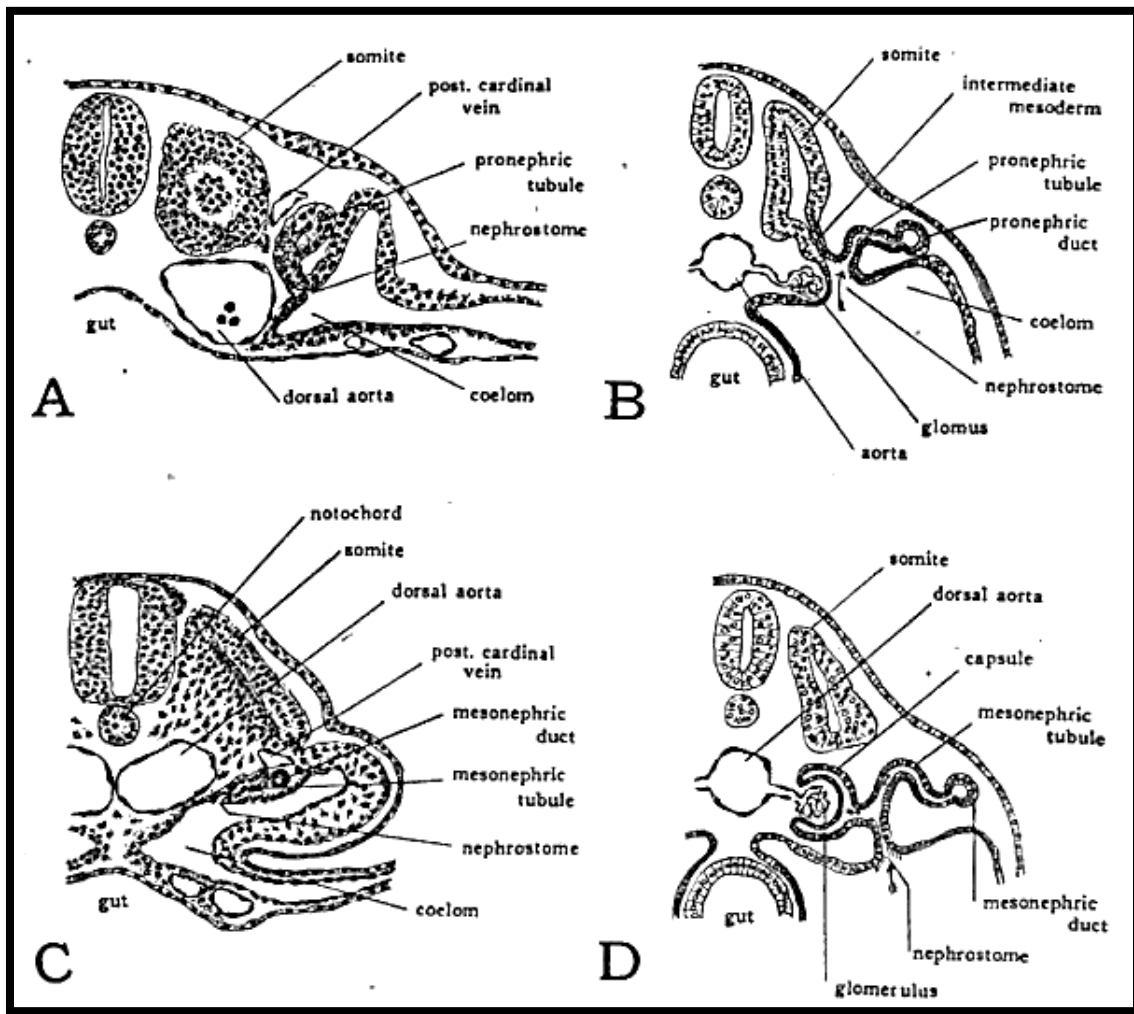 somite
post. cardinal
vein
pronephric
tubule
nephrostome
gut
dorsal aorta
coelom
A
somite
intermediate
mesoderm
pronephric
tubule
pronephric
duct
coelom
nephrostome
gut
glomus
aorta
B
notochord
somite
dorsal aorta
post. cardinal
vein
mesonephric
duct
mesonephric
tubule
nephrostome
gut
coelom
C
somite
dorsal aorta
capsule
mesonephric
tubule
mesonephric
duct
gut
nephrostome
glomerulus
D